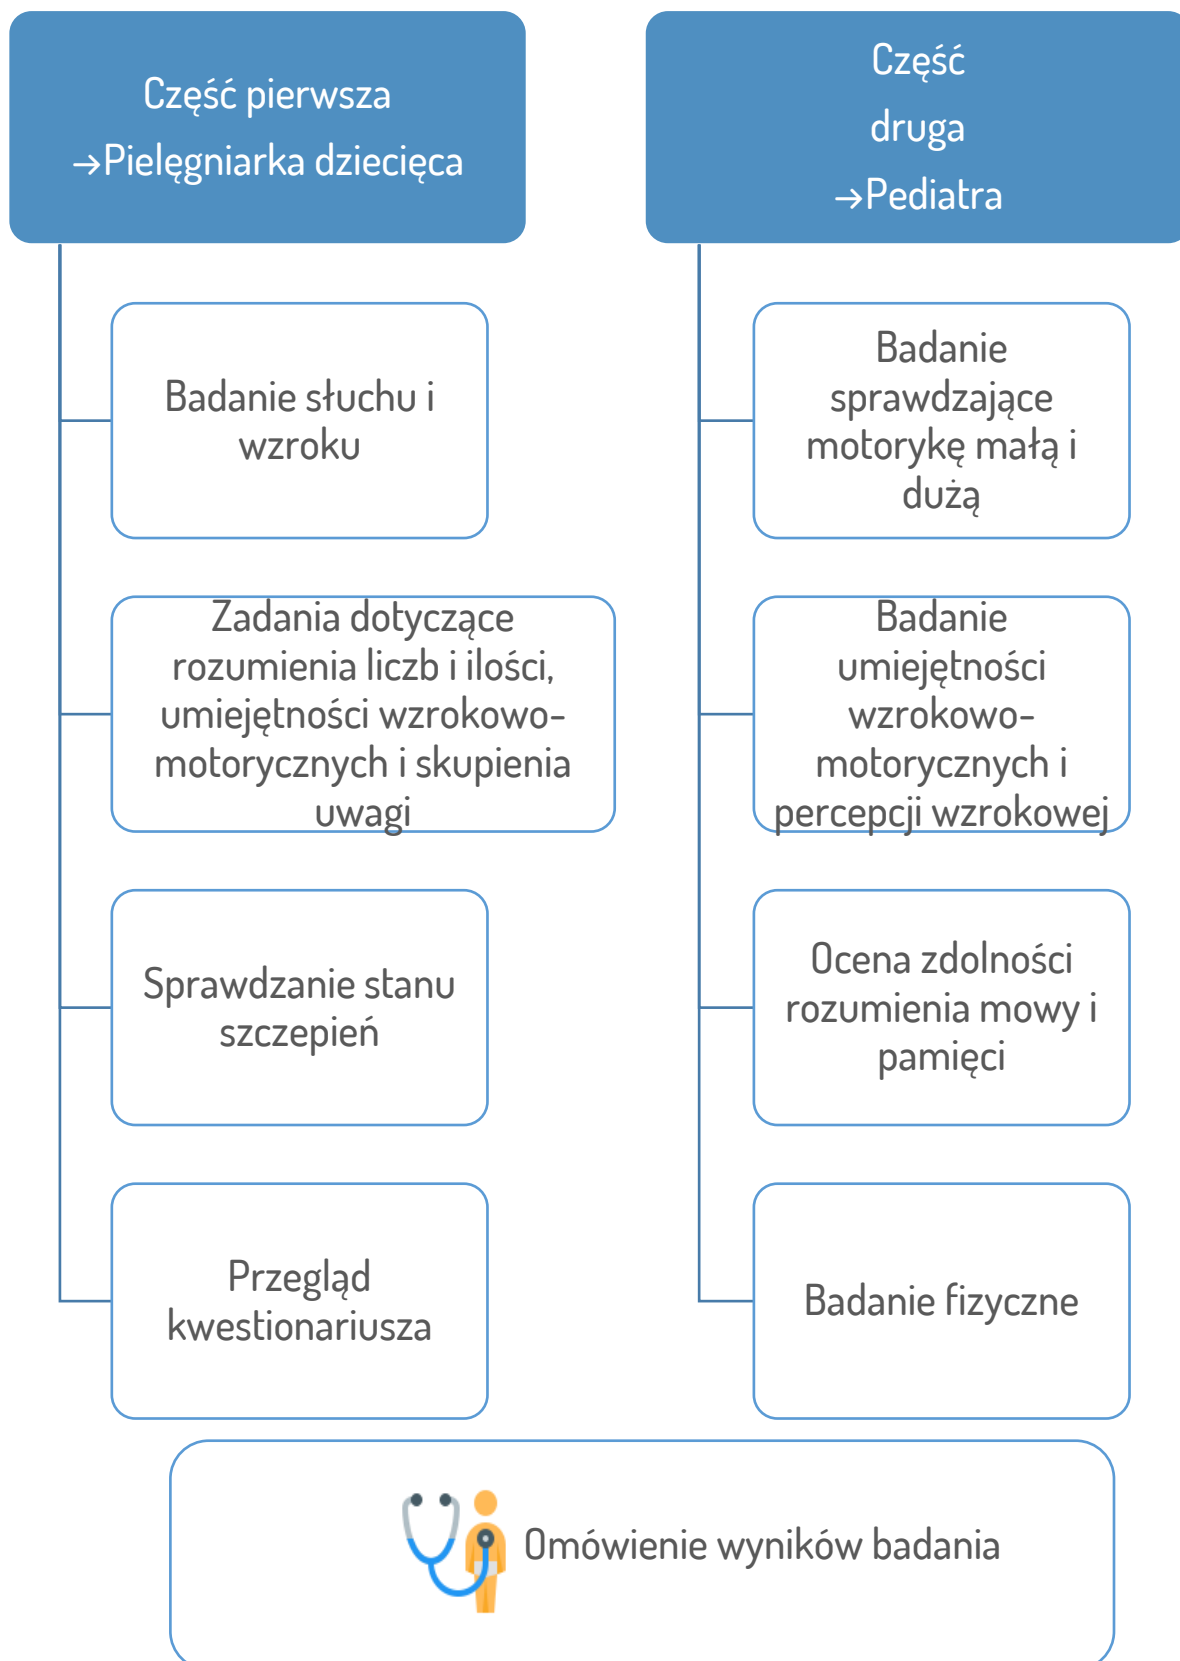 Część pierwsza
→Pielęgniarka dziecięca
Badanie słuchu i
wzroku
Zadania dotyczące
rozumienia liczb i ilości,
umiejętności wzrokowo-
motorycznych i skupienia
uwagi
Sprawdzanie stanu
szczepień
Przegląd
kwestionariusza
Część
druga
→Pediatra
Badanie
sprawdzające
motorykę małą i
dużą
Badanie
umiejętności
wzrokowo-
motorycznych i
percepcji wzrokowej
Ocena zdolności
rozumienia mowy i
pamięci
Badanie fizyczne
Omówienie wyników badania